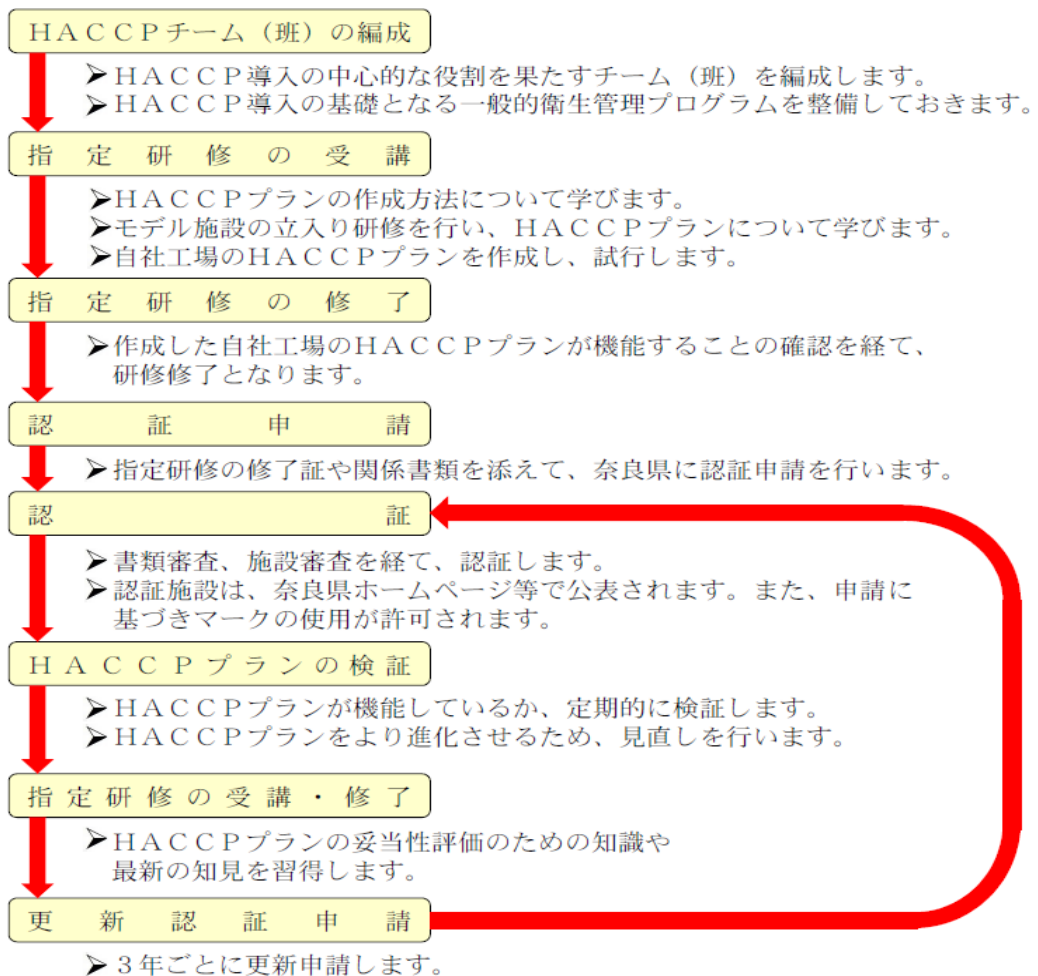 HACCPチーム（班）の編成
➤HACCP導入の中心的な役割を果たすチーム（班）を編成します。
➤HACCP導入の基礎となる一般的衛生管理プログラムを整備しておきます。
指定研修の受講
➤HACCPプランの作成方法について学びます。
➤モデル施設の立入り研修を行い、HACCPプランについて学びます。
➤自社工場のHACCPプランを作成し、試行します。
指定研修の修了
➤作成した自社工場のHACCPプランが機能することの確認を経て、
研修修了となります。
認証申請
➤指定研修の修了証や関係書類を添えて、奈良県に認証申請を行います。
認証
➤書類審査、施設審査を経て、認証します。
➤認証施設は、奈良県ホームページ等で公表されます。また、申請に
基づきマークの使用が許可されます。
HACCPプランの検証
➤HACCPプランが機能しているか、定期的に検証します。
➤HACCPプランをより進化させるため、見直しを行います。
指定研修の受講・修了
➤HACCPプランの妥当性評価のための知識や
最新の知見を習得します。
更新認証申請
➤３年ごとに更新申請します。